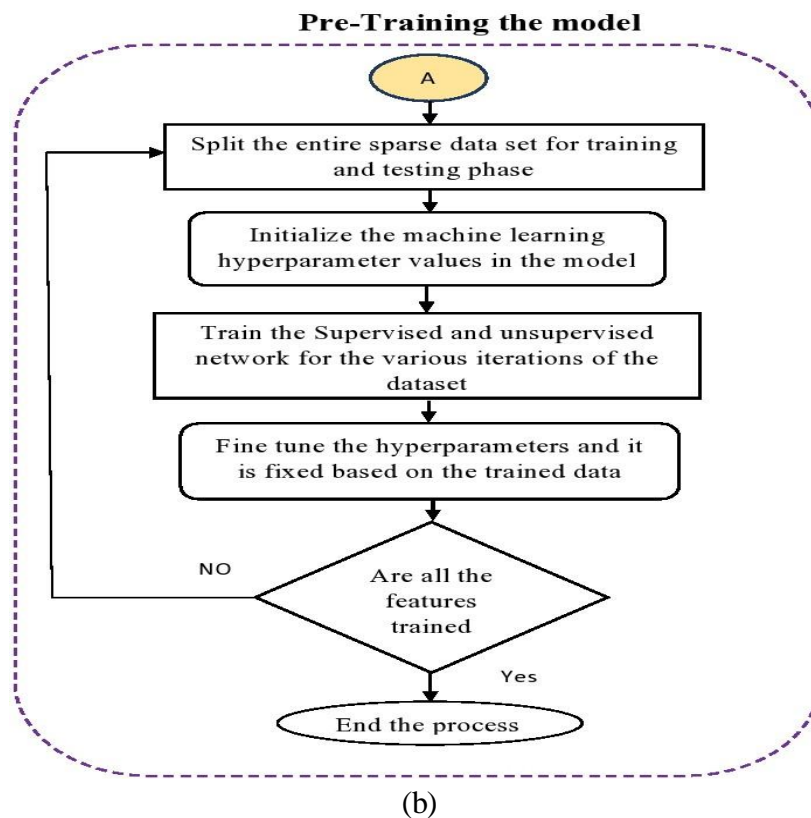 Pre-Training the model
A
Split the entire sparse data set for training
and testing phase
Initialize the machine learning
hyperparameter values in the model
Train the Supervised and unsupervised
network for the various iterations of the
dataset
Fine tune the hyperparameters and it
is fixed based on the trained data
NO
Are all the
features
trained
Yes
End the process
(b)